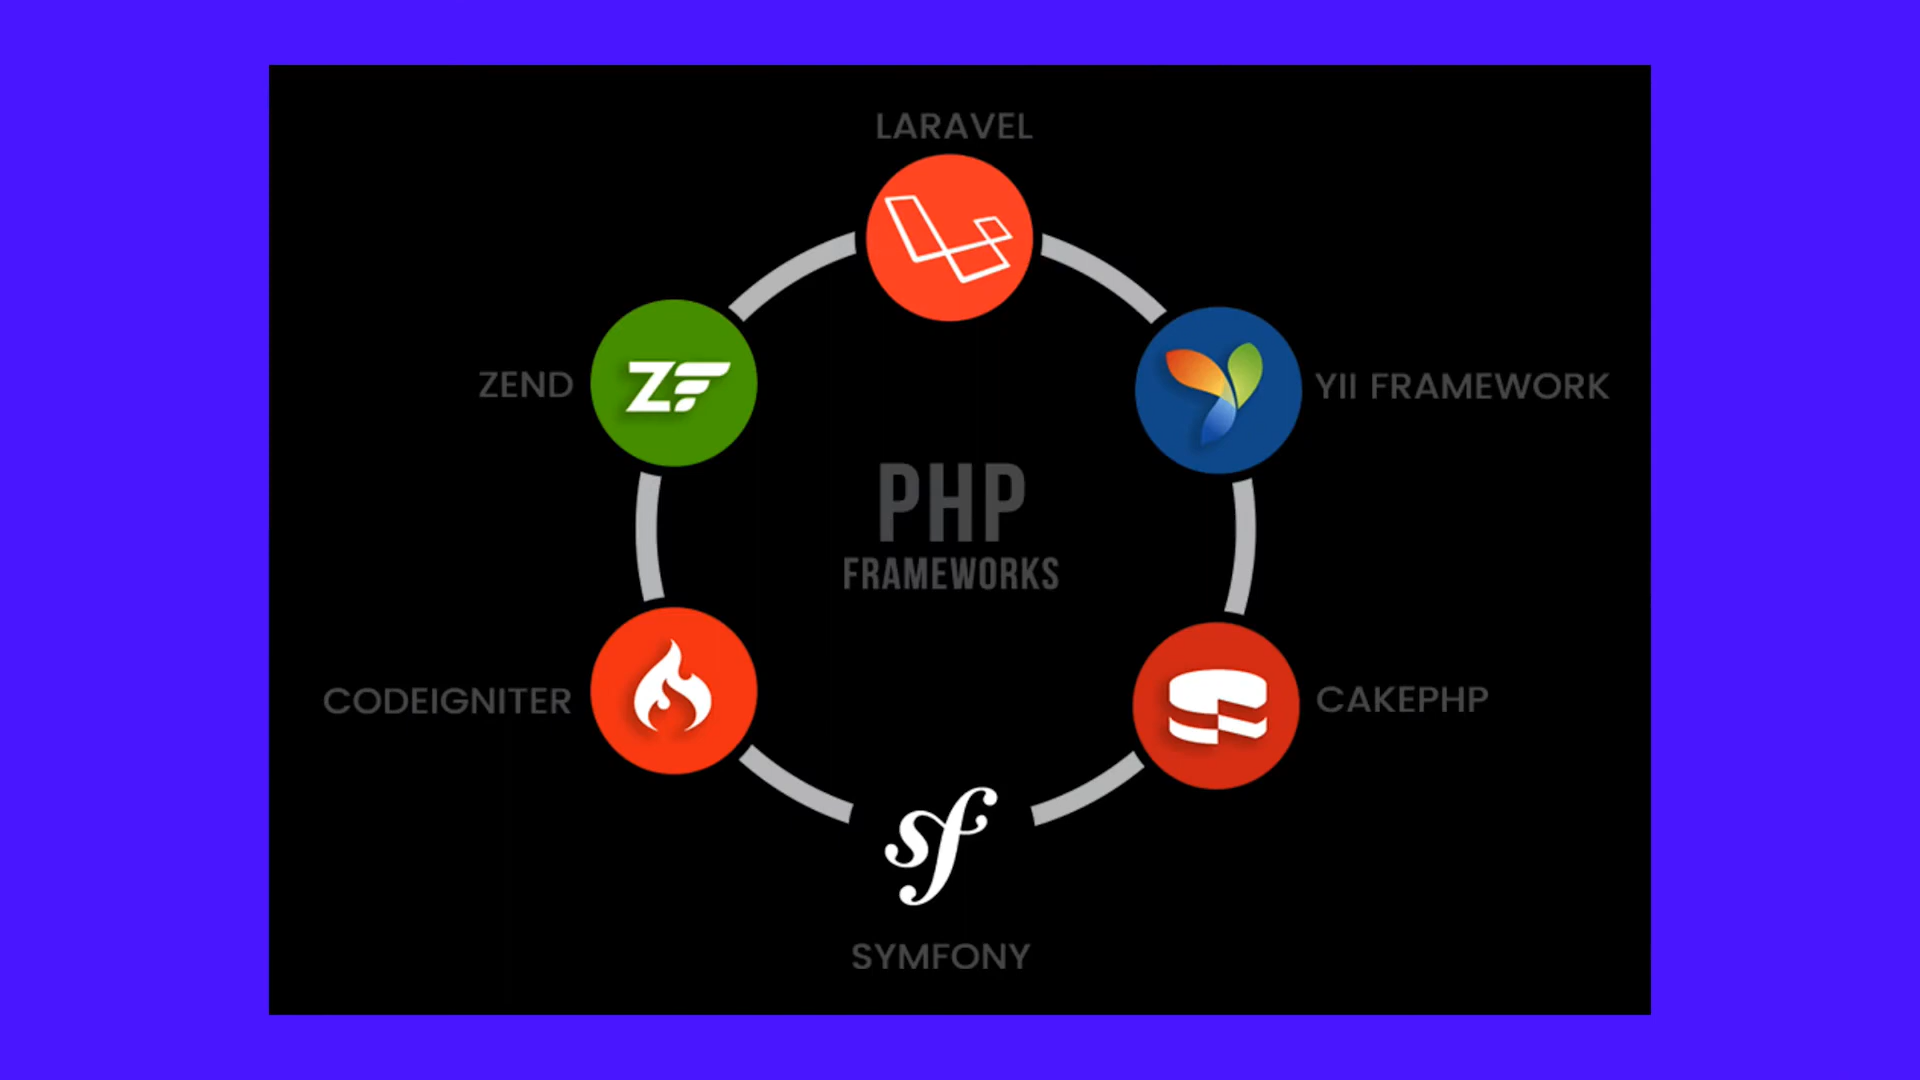 LARAVEL
ZEND
YII FRAMEWORK
PHP
FRAMEWORKS
CODEIGNITER
CAKEPHP
SYMFONY